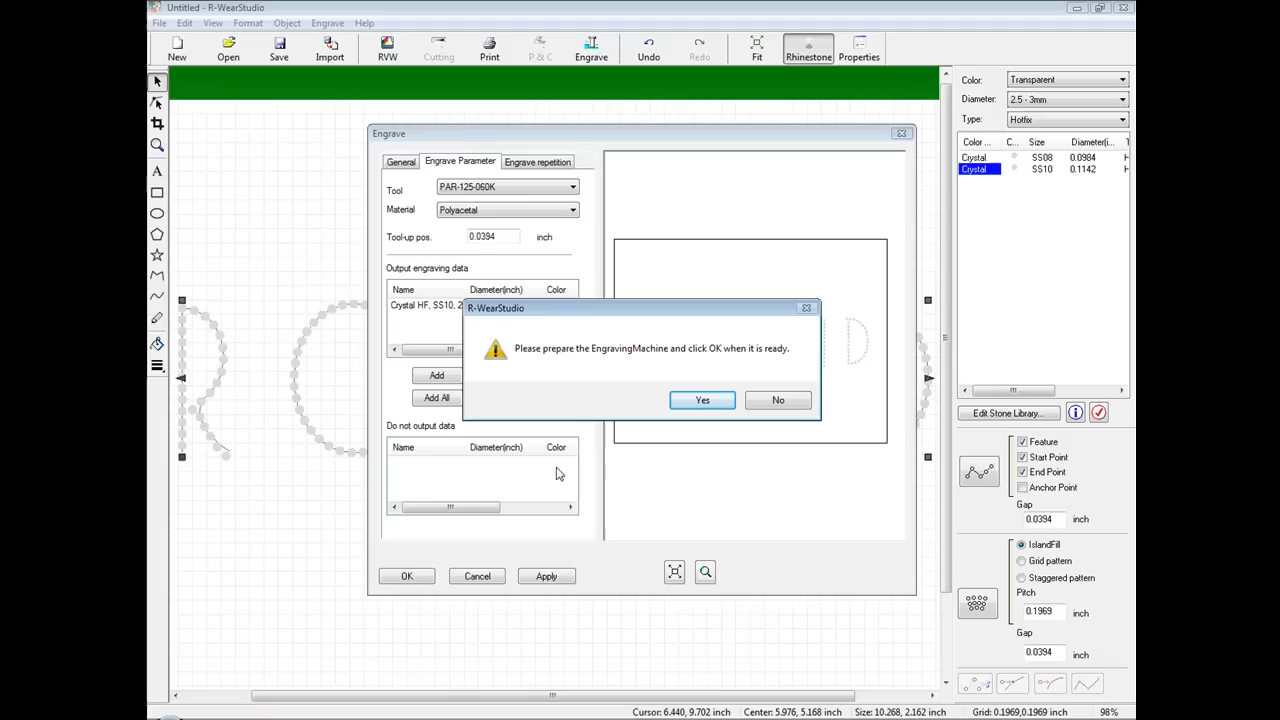 Untitled - R-WearStudio
File Edit View Format Object Engrave Help
New Open Save Import RVW Cutting Print P & C Engrave Undo Redo Fit Rhinestone Properties
Color: Transparent
Diameter: 2.5 - 3mm
Type: Hotfix
Color ... C... Size Diameter(i... T
Crystal SS08 0.0984 H
Crystal SS10 0.1142 H
Edit Stone Library...
Feature
Start Point
End Point
Anchor Point
Gap
0.0394 inch
IslandFill
Grid pattern
Staggered pattern
Pitch
0.1969 inch
Gap
0.0394 inch
Engrave
General Engrave Parameter Engrave repetition
Tool PAR-125-060K
Material Polyacetal
Tool-up pos. 0.0394 inch
Output engraving data
Name Diameter(inch) Color
Crystal HF, SS10, 2
Add
Add All
Do not output data
Name Diameter(inch) Color
OK Cancel Apply
R-WearStudio
Please prepare the EngravingMachine and click OK when it is ready.
Yes No
R O
D
Cursor: 6.440, 9.702 inch Center: 5.976, 5.168 inch Size: 10.268, 2.162 inch Grid: 0.1969,0.1969 inch 98%